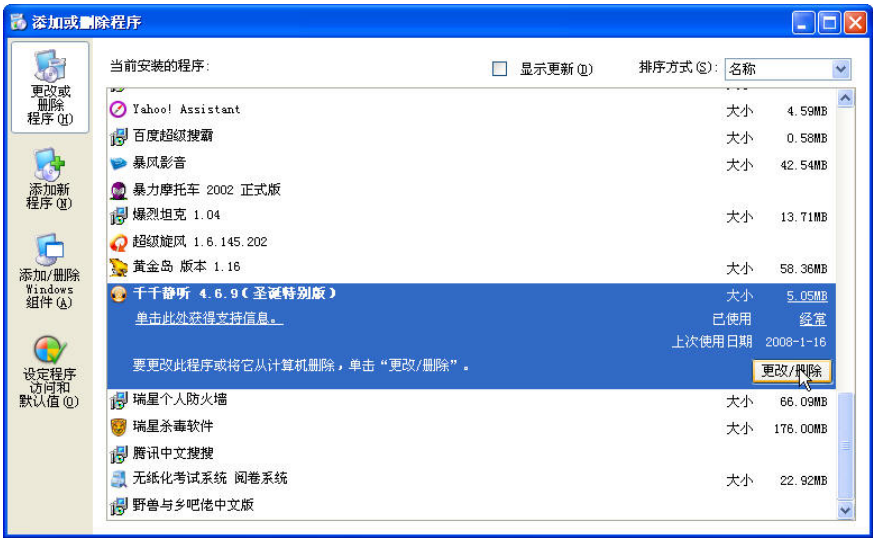 添加或删除程序
更改或
删除
程序(H)
添加新
程序(N)
添加/删除
Windows
组件(A)
设定程序
访问和
默认值(O)
当前安装的程序:
显示更新(D)
排序方式(S): 名称
Yahoo! Assistant 大小 4.59MB
百度超级搜霸 大小 0.58MB
暴风影音 大小 42.54MB
暴力摩托车 2002 正式版
爆烈坦克 1.04 大小 13.71MB
超级旋风 1.6.145.202
黄金岛 版本 1.16 大小 58.36MB
千千静听 4.6.9(圣诞特别版) 大小 5.05MB
单击此处获得支持信息。 已使用 经常
上次使用日期 2008-1-16
要更改此程序或将它从计算机删除，单击“更改/删除”。
更改/删除
瑞星个人防火墙 大小 66.09MB
瑞星杀毒软件 大小 176.00MB
腾讯中文搜搜
无纸化考试系统 阅卷系统 大小 22.92MB
野兽与乡吧佬中文版